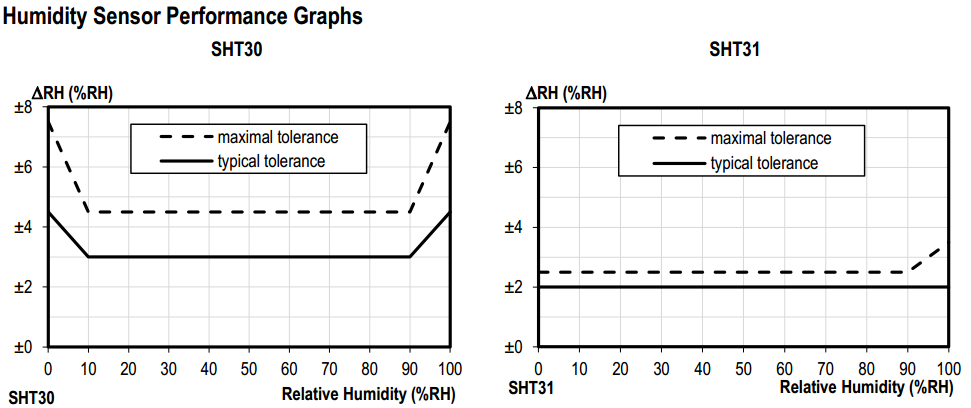 Humidity Sensor Performance Graphs
SHT30
ΔRH (%RH)
±8
±6
±4
±2
±0
maximal tolerance
typical tolerance
0 10 20 30 40 50 60 70 80 90 100
Relative Humidity (%RH)
SHT30
SHT31
ΔRH (%RH)
±8
±6
±4
±2
±0
maximal tolerance
typical tolerance
0 10 20 30 40 50 60 70 80 90 100
Relative Humidity (%RH)
SHT31